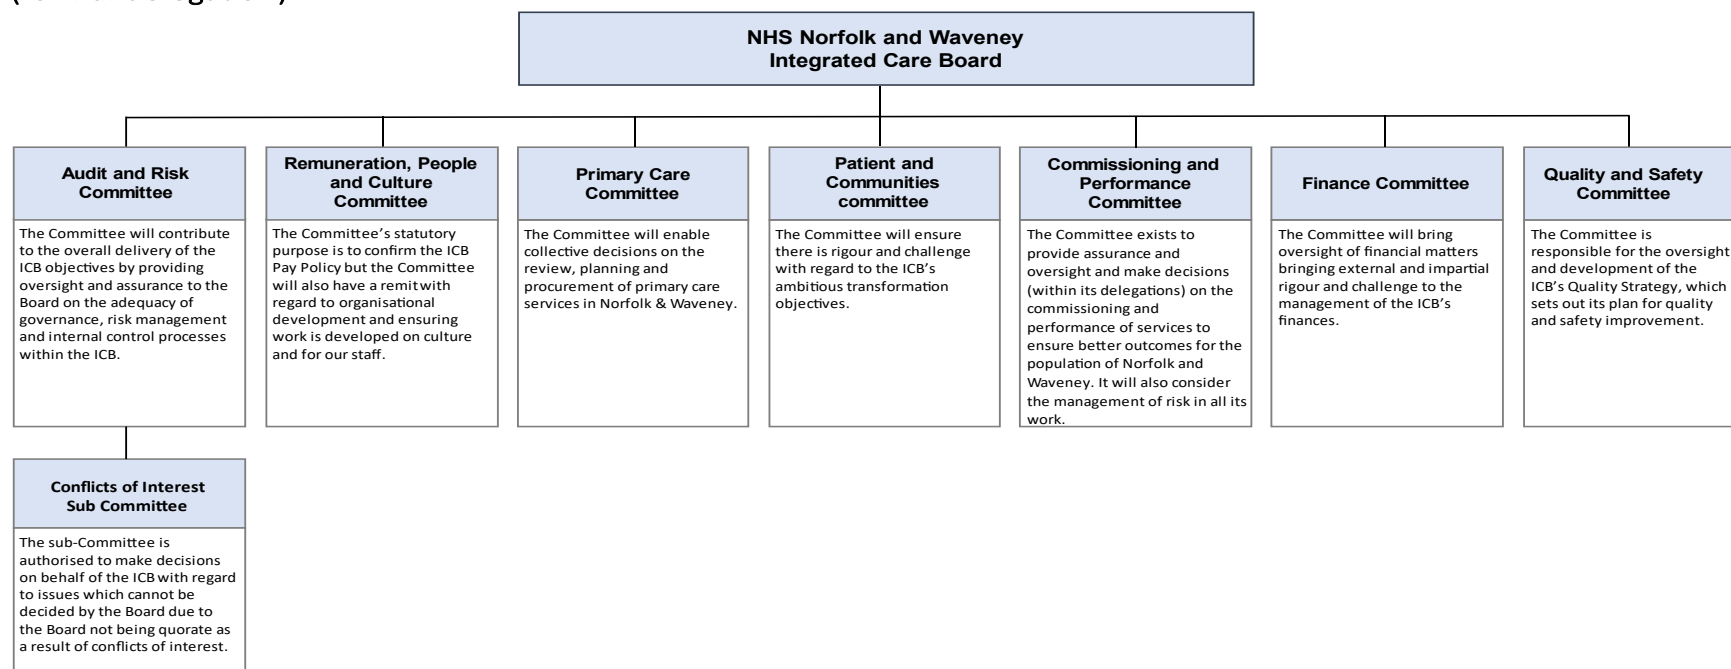 NHS Norfolk and Waveney
Integrated Care Board
Audit and Risk
Committee
The Committee will contribute
to the overall delivery of the
ICB objectives by providing
oversight and assurance to the
Board on the adequacy of
governance, risk management
and internal control processes
within the ICB.
Remuneration, People
and Culture
Committee
The Committee's statutory
purpose is to confirm the ICB
Pay Policy but the Committee
will also have a remit with
regard to organisational
development and ensuring
work is developed on culture
and for our staff.
Primary Care
Committee
The Committee will enable
collective decisions on the
review, planning and
procurement of primary care
services in Norfolk & Waveney.
Patient and
Communities
committee
The Committee will ensure
there is rigour and challenge
with regard to the ICB's
ambitious transformation
objectives.
Commissioning and
Performance
Committee
The Committee exists to
provide assurance and
oversight and make decisions
(within its delegations) on the
commissioning and
performance of services to
ensure better outcomes for the
population of Norfolk and
Waveney. It will also consider
the management of risk in all its
work.
Finance Committee
The Committee will bring
oversight of financial matters
bringing external and impartial
rigour and challenge to the
management of the ICB's
finances.
Quality and Safety
Committee
The Committee is
responsible for the oversight
and development of the
ICB's Quality Strategy, which
sets out its plan for quality
and safety improvement.
Conflicts of Interest
Sub Committee
The sub-Committee is
authorised to make decisions
on behalf of the ICB with regard
to issues which cannot be
decided by the Board due to
the Board not being quorate as
a result of conflicts of interest.